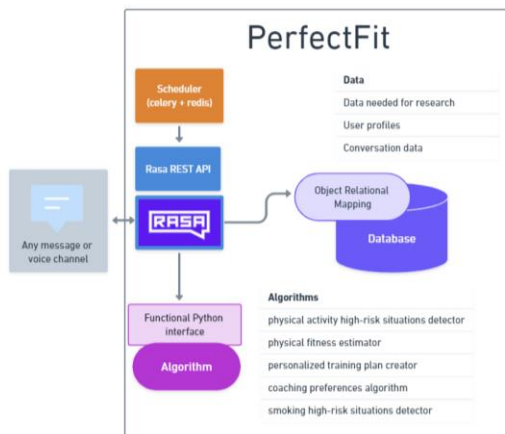 PerfectFit
Scheduler
(celery + redis)
Rasa REST API
RASA
Any message or
voice channel
Data
Data needed for research
User profiles
Conversation data
Object Relational
Mapping
Database
Functional Python
interface
Algorithm
Algorithms
physical activity high-risk situations detector
physical fitness estimator
personalized training plan creator
coaching preferences algorithm
smoking high-risk situations detector